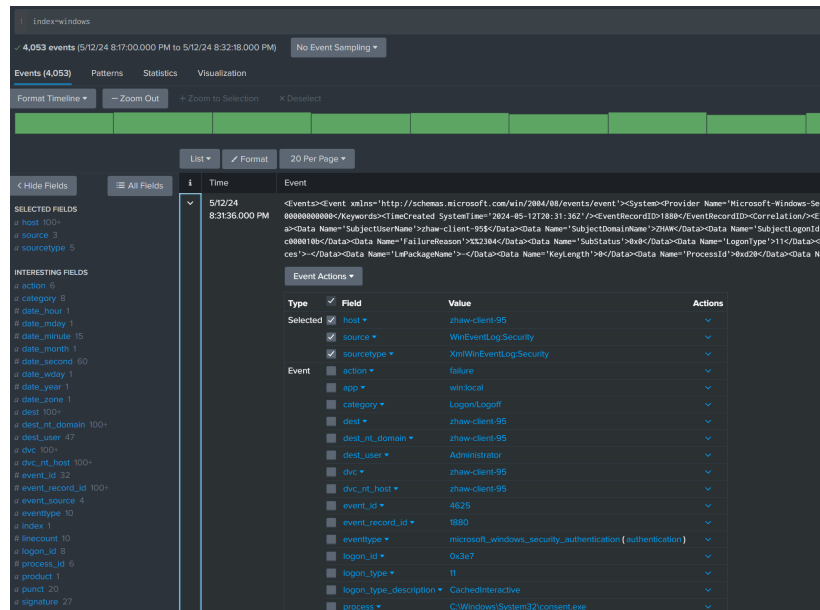 1 index=windows
✓ 4,053 events (5/12/24 8:17:00.000 PM to 5/12/24 8:32:18.000 PM) No Event Sampling ▾
Events (4,053) Patterns Statistics Visualization
Format Timeline ▾ — Zoom Out + Zoom to Selection × Deselect
List ▾ Format 20 Per Page ▾
< Hide Fields All Fields
SELECTED FIELDS
a host 100+
a source 3
a sourcetype 5
INTERESTING FIELDS
a action 6
a category 8
# date_hour 1
# date_mday 1
# date_minute 15
a date_month 1
# date_second 60
a date_wday 1
# date_year 1
a date_zone 1
a dest 100+
a dest_nt_domain 100+
a dest_user 47
a dvc 100+
a dvc_nt_host 100+
# event_id 32
# event_record_id 100+
a event_source 4
a eventtype 10
a index 1
# linecount 10
a logon_id 8
# process_id 6
a product 1
a punct 20
a signature 27
i Time Event
5/12/24
8:31:36.000 PM
<Events><Event xmlns='http://schemas.microsoft.com/win/2004/08/events/event'><System><Provider Name='Microsoft-Windows-Se
00000000000</Keywords><TimeCreated SystemTime='2024-05-12T20:31:36Z'/><EventRecordID>1880</EventRecordID><Correlation/><E
a><Data Name='SubjectUserName'>zhaw-client-95$</Data><Data Name='SubjectDomainName'>ZHAW</Data><Data Name='SubjectLogonId
c000010b</Data><Data Name='FailureReason'>%%2304</Data><Data Name='SubStatus'>0x0</Data><Data Name='LogonType'>11</Data><
ces'>-</Data><Data Name='LmPackageName'>-</Data><Data Name='KeyLength'>0</Data><Data Name='ProcessId'>0xd20</Data><Data N
Event Actions ▾
Type ✓ Field Value Actions
Selected ✓ host ▾ zhaw-client-95
✓ source ▾ WinEventLog:Security
✓ sourcetype ▾ XmlWinEventLog:Security
Event action ▾ failure
app ▾ win:local
category ▾ Logon/Logoff
dest ▾ zhaw-client-95
dest_nt_domain ▾ zhaw-client-95
dest_user ▾ Administrator
dvc ▾ zhaw-client-95
dvc_nt_host ▾ zhaw-client-95
event_id ▾ 4625
event_record_id ▾ 1880
eventtype ▾ microsoft_windows_security_authentication ( authentication )
logon_id ▾ 0x3e7
logon_type ▾ 11
logon_type_description ▾ CachedInteractive
process ▾ C:\Windows\System32\consent.exe